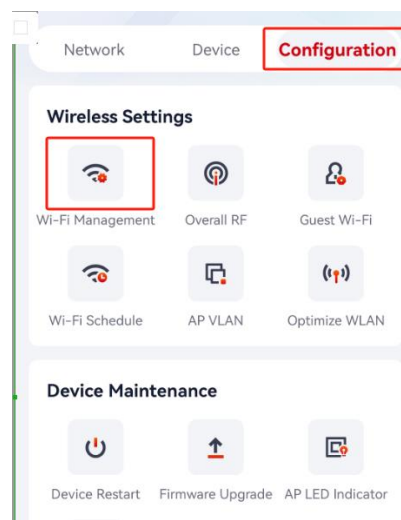 Network Device Configuration
Wireless Settings
Wi-Fi Management Overall RF Guest Wi-Fi
Wi-Fi Schedule AP VLAN Optimize WLAN
Device Maintenance
Device Restart Firmware Upgrade AP LED Indicator